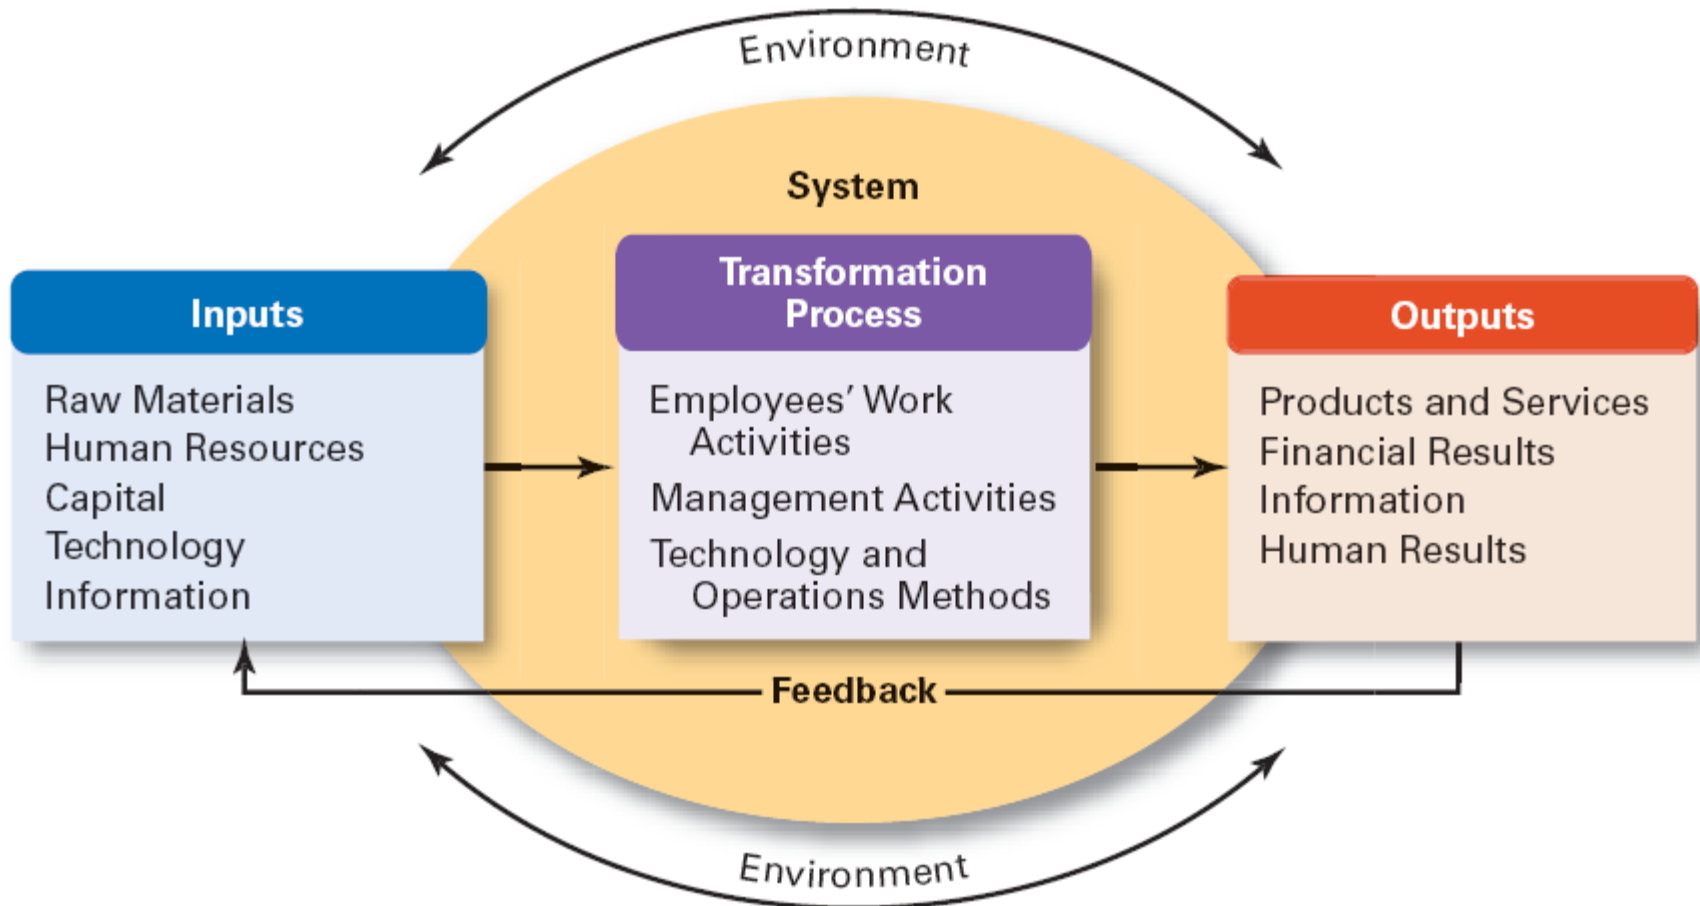 Environment
System
Inputs
Raw Materials
Human Resources
Capital
Technology
Information
Transformation
Process
Employees’ Work
Activities
Management Activities
Technology and
Operations Methods
Outputs
Products and Services
Financial Results
Information
Human Results
Feedback
Environment